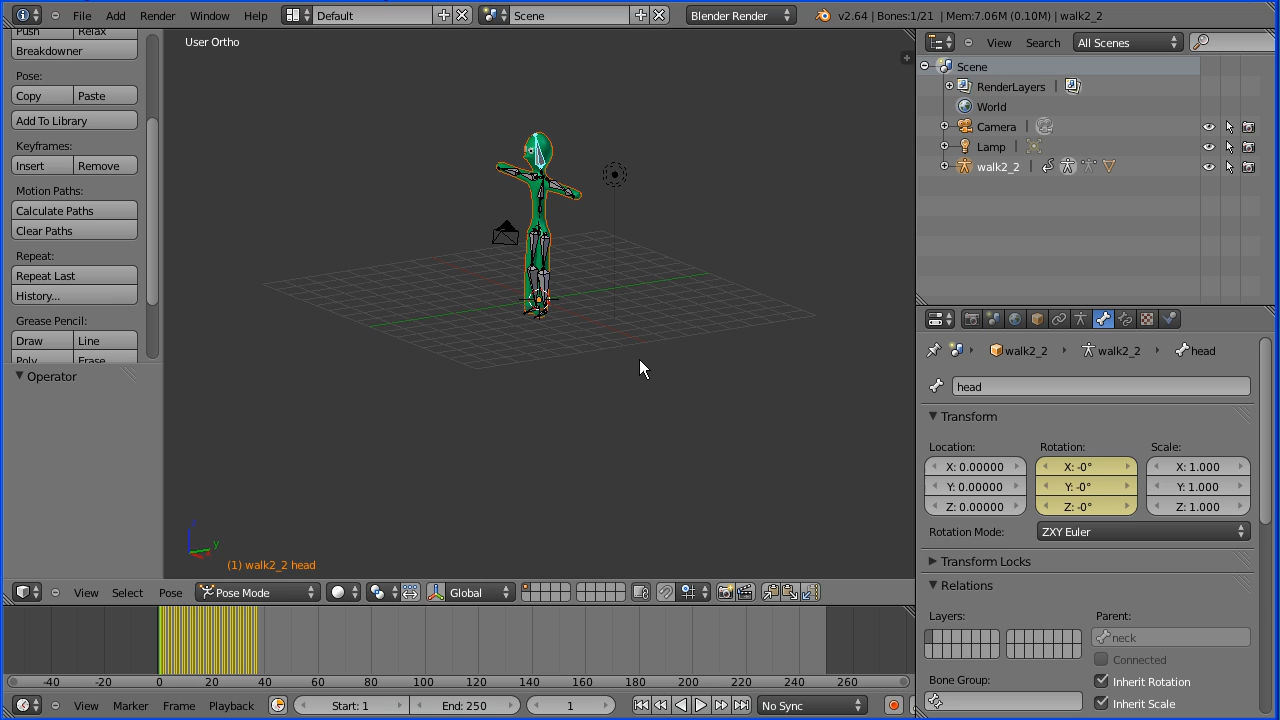 File Add Render Window Help Default Scene Blender Render v2.64 | Bones:1/21 | Mem:7.06M (0.10M) | walk2_2
Push Relax
Breakdowner
Pose:
Copy Paste
Add To Library
Keyframes:
Insert Remove
Motion Paths:
Calculate Paths
Clear Paths
Repeat:
Repeat Last
History...
Grease Pencil:
Draw Line
Poly Erase
Operator
User Ortho
y
(1) walk2_2 head
View Select Pose Pose Mode Global
-40 -20 0 20 40 60 80 100 120 140 160 180 200 220 240 260
View Marker Frame Playback Start: 1 End: 250 1 No Sync
View Search All Scenes
Scene
RenderLayers |
World
Camera |
Lamp |
walk2_2 |
walk2_2 walk2_2 head
head
Transform
Location: Rotation: Scale:
X: 0.00000 X: -0° X: 1.000
Y: 0.00000 Y: -0° Y: 1.000
Z: 0.00000 Z: -0° Z: 1.000
Rotation Mode: ZXY Euler
Transform Locks
Relations
Layers: Parent:
neck
Connected
Bone Group: Inherit Rotation
Inherit Scale